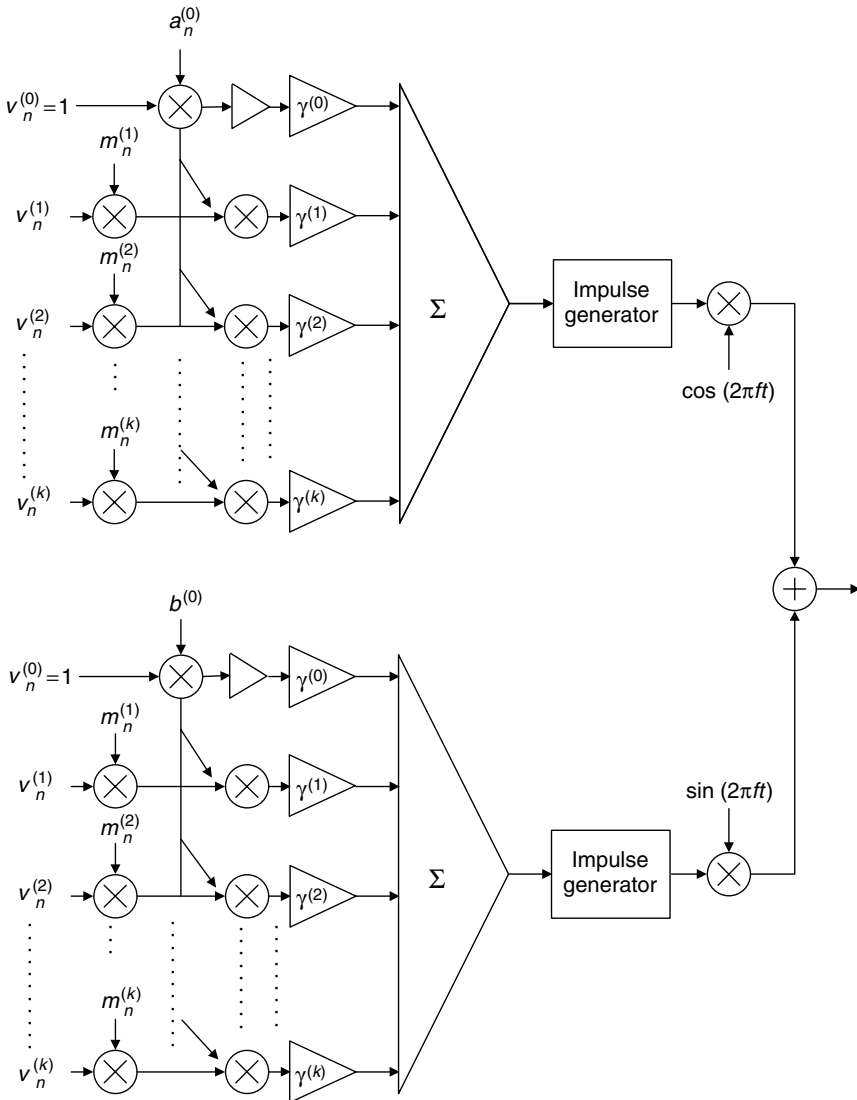 a_n^(0)
v_n^(0) = 1
γ^(0)
m_n^(1)
v_n^(1)
γ^(1)
m_n^(2)
v_n^(2)
γ^(2)
Σ
Impulse
generator
cos (2πft)
m_n^(k)
v_n^(k)
γ^(k)
b^(0)
v_n^(0) = 1
γ^(0)
m_n^(1)
v_n^(1)
γ^(1)
sin (2πft)
m_n^(2)
v_n^(2)
γ^(2)
Σ
Impulse
generator
m_n^(k)
v_n^(k)
γ^(k)